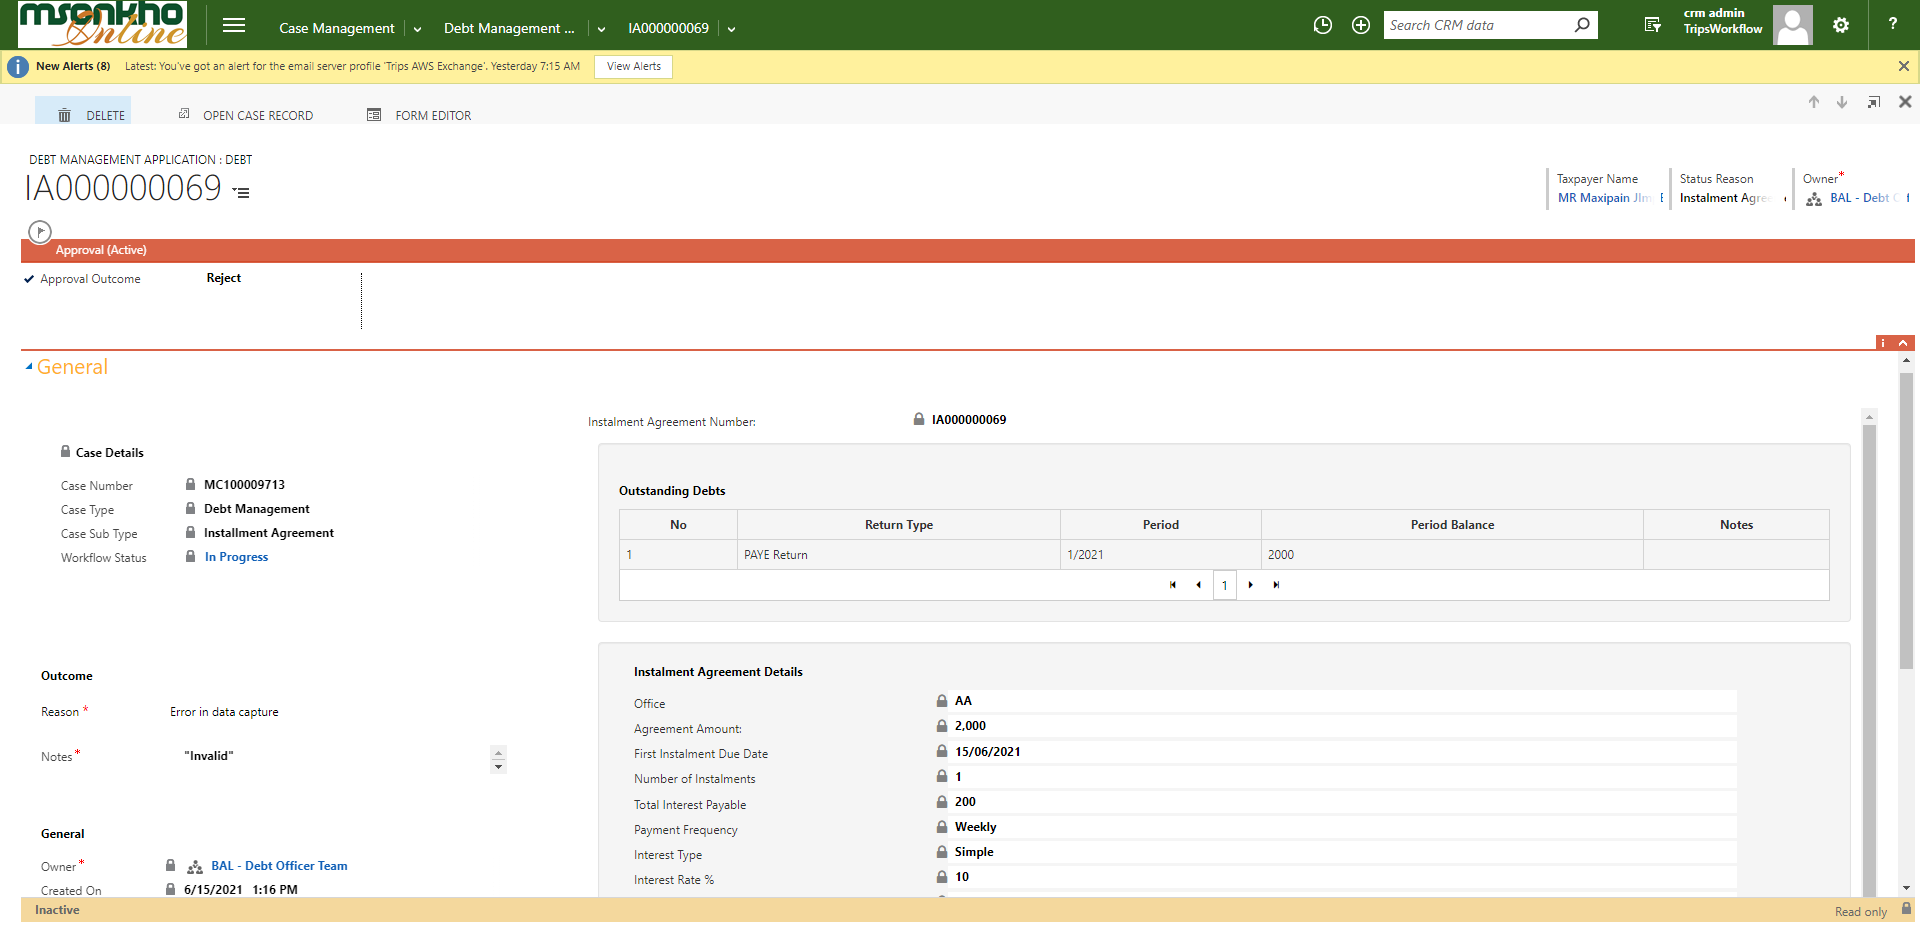 msonkho
Online
Case Management
Debt Management ...
IA000000069
Search CRM data
crm admin
TripsWorkflow
?
New Alerts (8) Latest: You've got an alert for the email server profile 'Trips AWS Exchange'. Yesterday 7:15 AM View Alerts
DELETE OPEN CASE RECORD FORM EDITOR
DEBT MANAGEMENT APPLICATION : DEBT
IA000000069
Taxpayer Name Status Reason Owner*
MR Maxipain JIm Instalment Agree BAL - Debt
Approval (Active)
Approval Outcome Reject
General
Instalment Agreement Number: IA000000069
Case Details
Case Number MC100009713
Case Type Debt Management
Case Sub Type Installment Agreement
Workflow Status In Progress
Outstanding Debts
No Return Type Period Period Balance Notes
1 PAYE Return 1/2021 2000
1
Outcome
Reason * Error in data capture
Notes* "Invalid"
General
Owner* BAL - Debt Officer Team
Created On 6/15/2021 1:16 PM
Instalment Agreement Details
Office AA
Agreement Amount: 2,000
First Instalment Due Date 15/06/2021
Number of Instalments 1
Total Interest Payable 200
Payment Frequency Weekly
Interest Type Simple
Interest Rate % 10
Inactive Read only